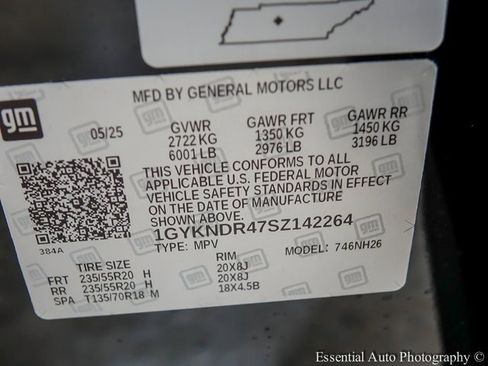 MFD BY GENERAL MOTORS LLC
gm
05/25 GVWR GAWR FRT GAWR RR
2722 KG 1350 KG 1450 KG
6001 LB 2976 LB 3196 LB
THIS VEHICLE CONFORMS TO ALL
APPLICABLE U.S. FEDERAL MOTOR
VEHICLE SAFETY STANDARDS IN EFFECT
ON THE DATE OF MANUFACTURE
SHOWN ABOVE.
1GYKNDR47SZ142264
384A
TYPE: MPV MODEL: 746NH26
TIRE SIZE RIM
FRT 235/55R20 H 20X8J
RR 235/55R20 H 20X8J
SPA T135/70R18 M 18X4.5B
Essential Auto Photography ©